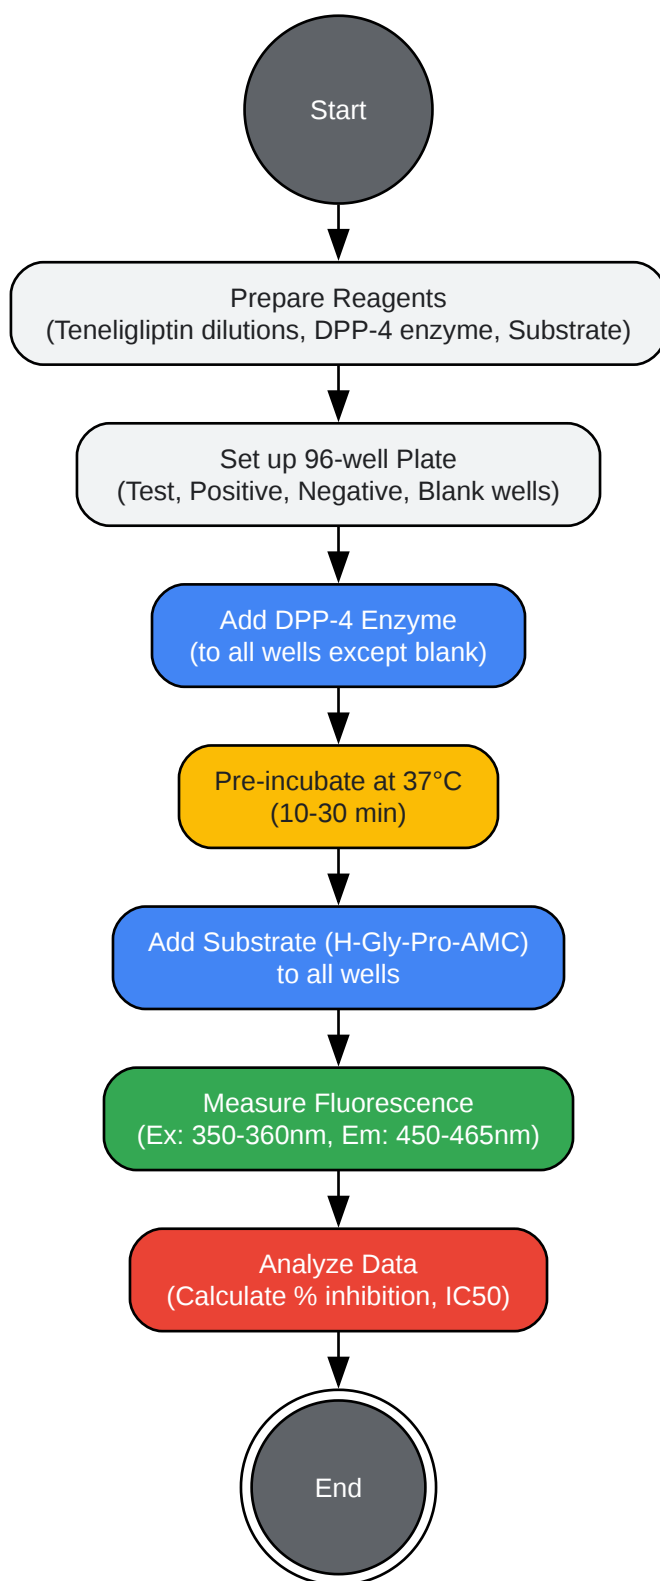 Start
Prepare Reagents
(Teneligliptin dilutions, DPP-4 enzyme, Substrate)
Set up 96-well Plate
(Test, Positive, Negative, Blank wells)
Add DPP-4 Enzyme
(to all wells except blank)
Pre-incubate at 37°C
(10-30 min)
Add Substrate (H-Gly-Pro-AMC)
to all wells
Measure Fluorescence
(Ex: 350-360nm, Em: 450-465nm)
Analyze Data
(Calculate % inhibition, IC50)
End